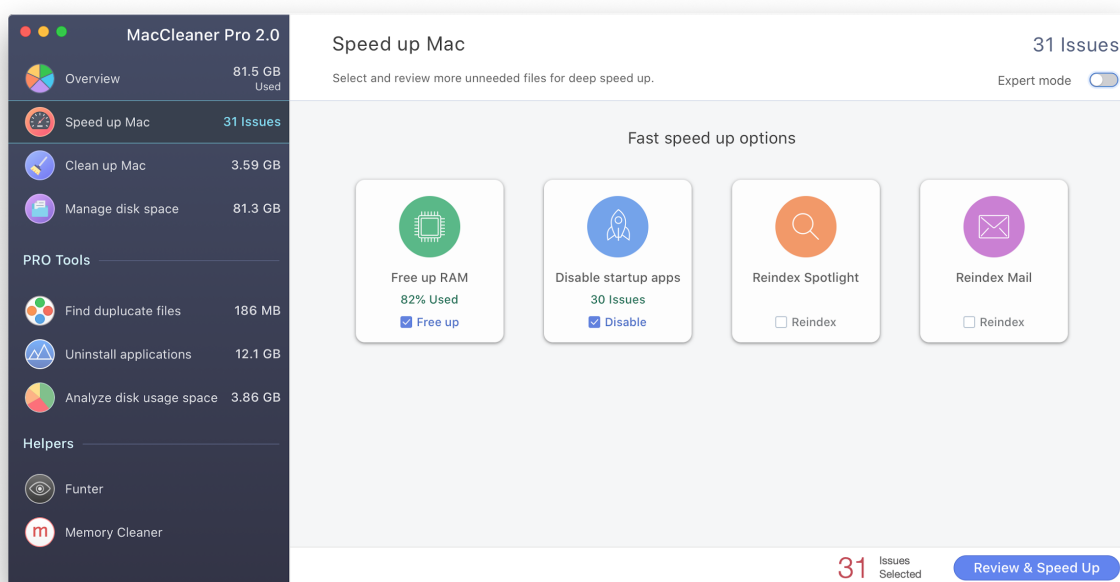 MacCleaner Pro 2.0
Overview 81.5 GB
Used
Speed up Mac 31 Issues
Clean up Mac 3.59 GB
Manage disk space 81.3 GB
PRO Tools
Find duplucate files 186 MB
Uninstall applications 12.1 GB
Analyze disk usage space 3.86 GB
Helpers
Funter
m Memory Cleaner
Speed up Mac 31 Issues
Select and review more unneeded files for deep speed up. Expert mode
Fast speed up options
Free up RAM
82% Used
Free up
Disable startup apps
30 Issues
Disable
Reindex Spotlight
Reindex
Reindex Mail
Reindex
31 Issues
Selected
Review & Speed Up